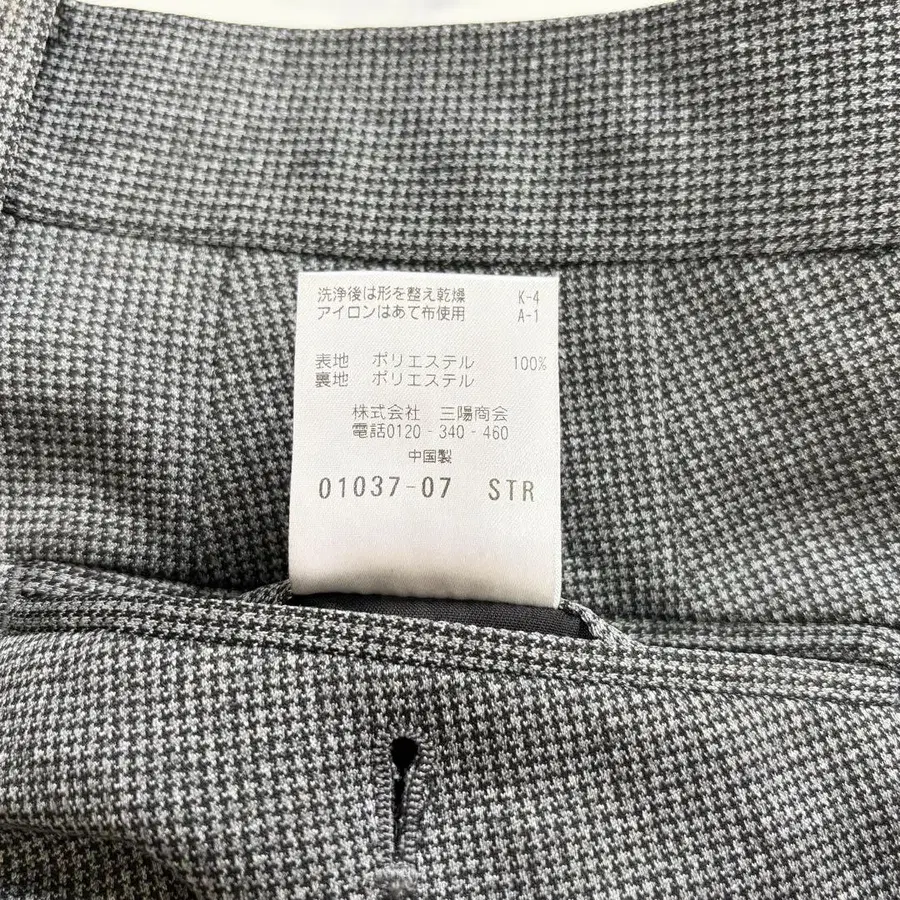 洗浄後は形を整え乾燥 K-4
アイロンはあて布使用 A-1
表地 ポリエステル 100%
裏地 ポリエステル
株式会社 三陽商会
電話0120-340-460
中国製
01037-07 STR